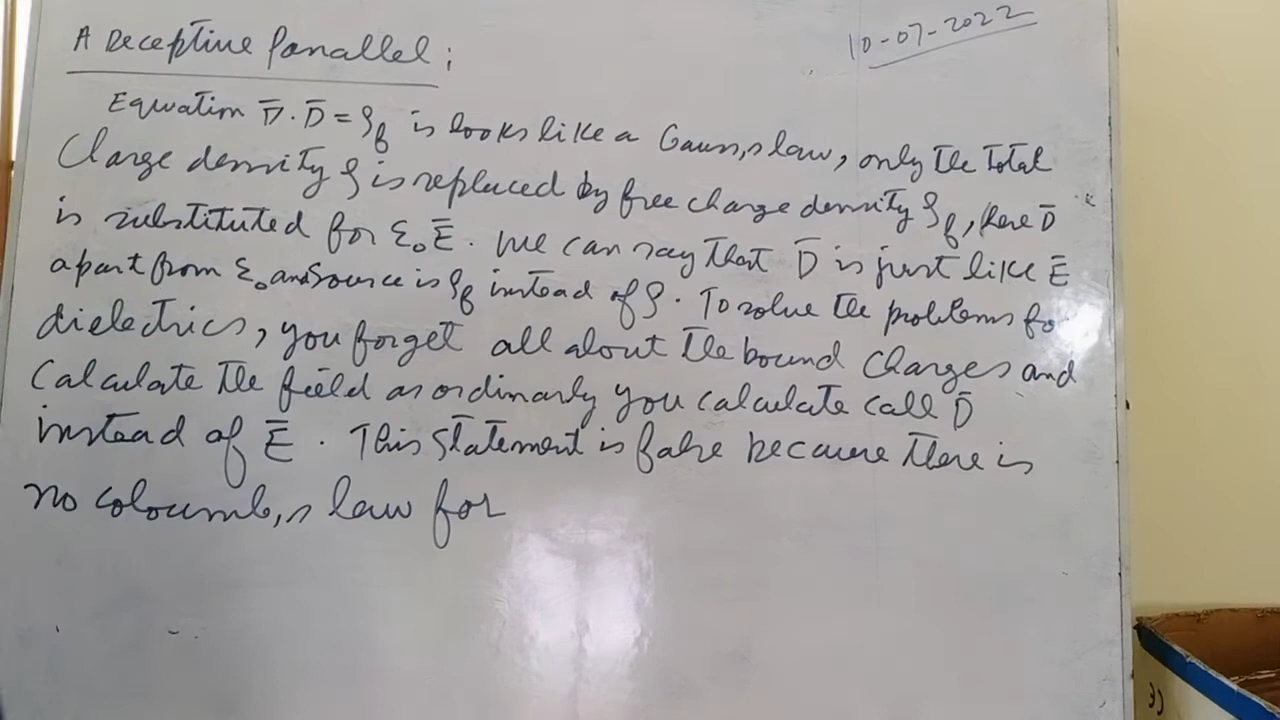 A Deceptive Parallel:
10-07-2022
Equation ∇̄.D̄ = ρf is looks like a Gauss,s law, only the total
Charge density ρ is replaced by free charge density ρf, here D̄
is substituted for ε₀Ē. We can say that D̄ is just like Ē
apart from ε₀ and source is ρf instead of ρ. To solve the problems for
dielectrics, you forget all about the bound charges and
Calculate the field as ordinarly you calculate call D̄
instead of Ē. This statement is false because there is
no coloumb,s law for